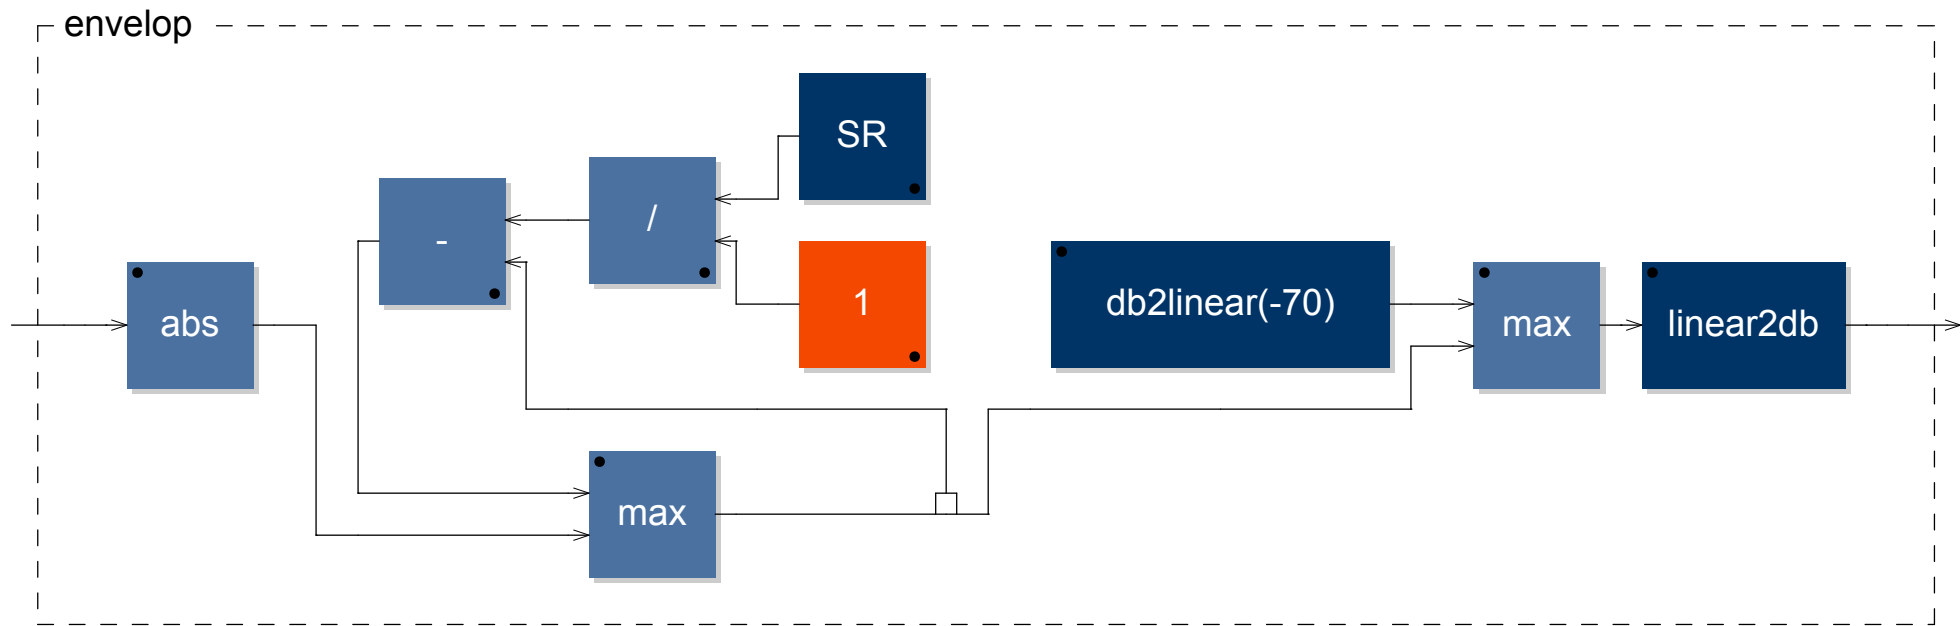 envelop
SR
/
-
1
db2linear(-70)
abs
max
linear2db
max